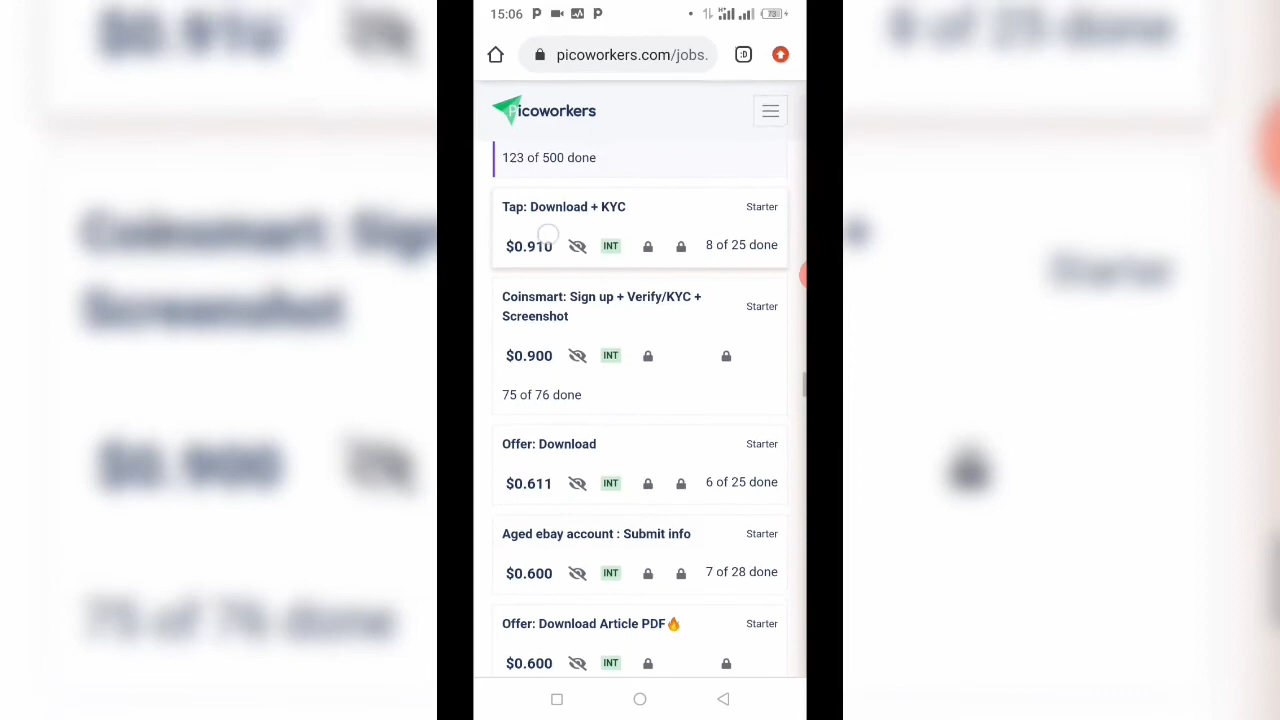 15:06
73
picoworkers.com/jobs.
:D
picoworkers
123 of 500 done
Tap: Download + KYC
Starter
$0.910
INT
8 of 25 done
Coinsmart: Sign up + Verify/KYC +
Screenshot
Starter
$0.900
INT
75 of 76 done
Offer: Download
Starter
$0.611
INT
6 of 25 done
Aged ebay account : Submit info
Starter
$0.600
INT
7 of 28 done
Offer: Download Article PDF🔥
Starter
$0.600
INT